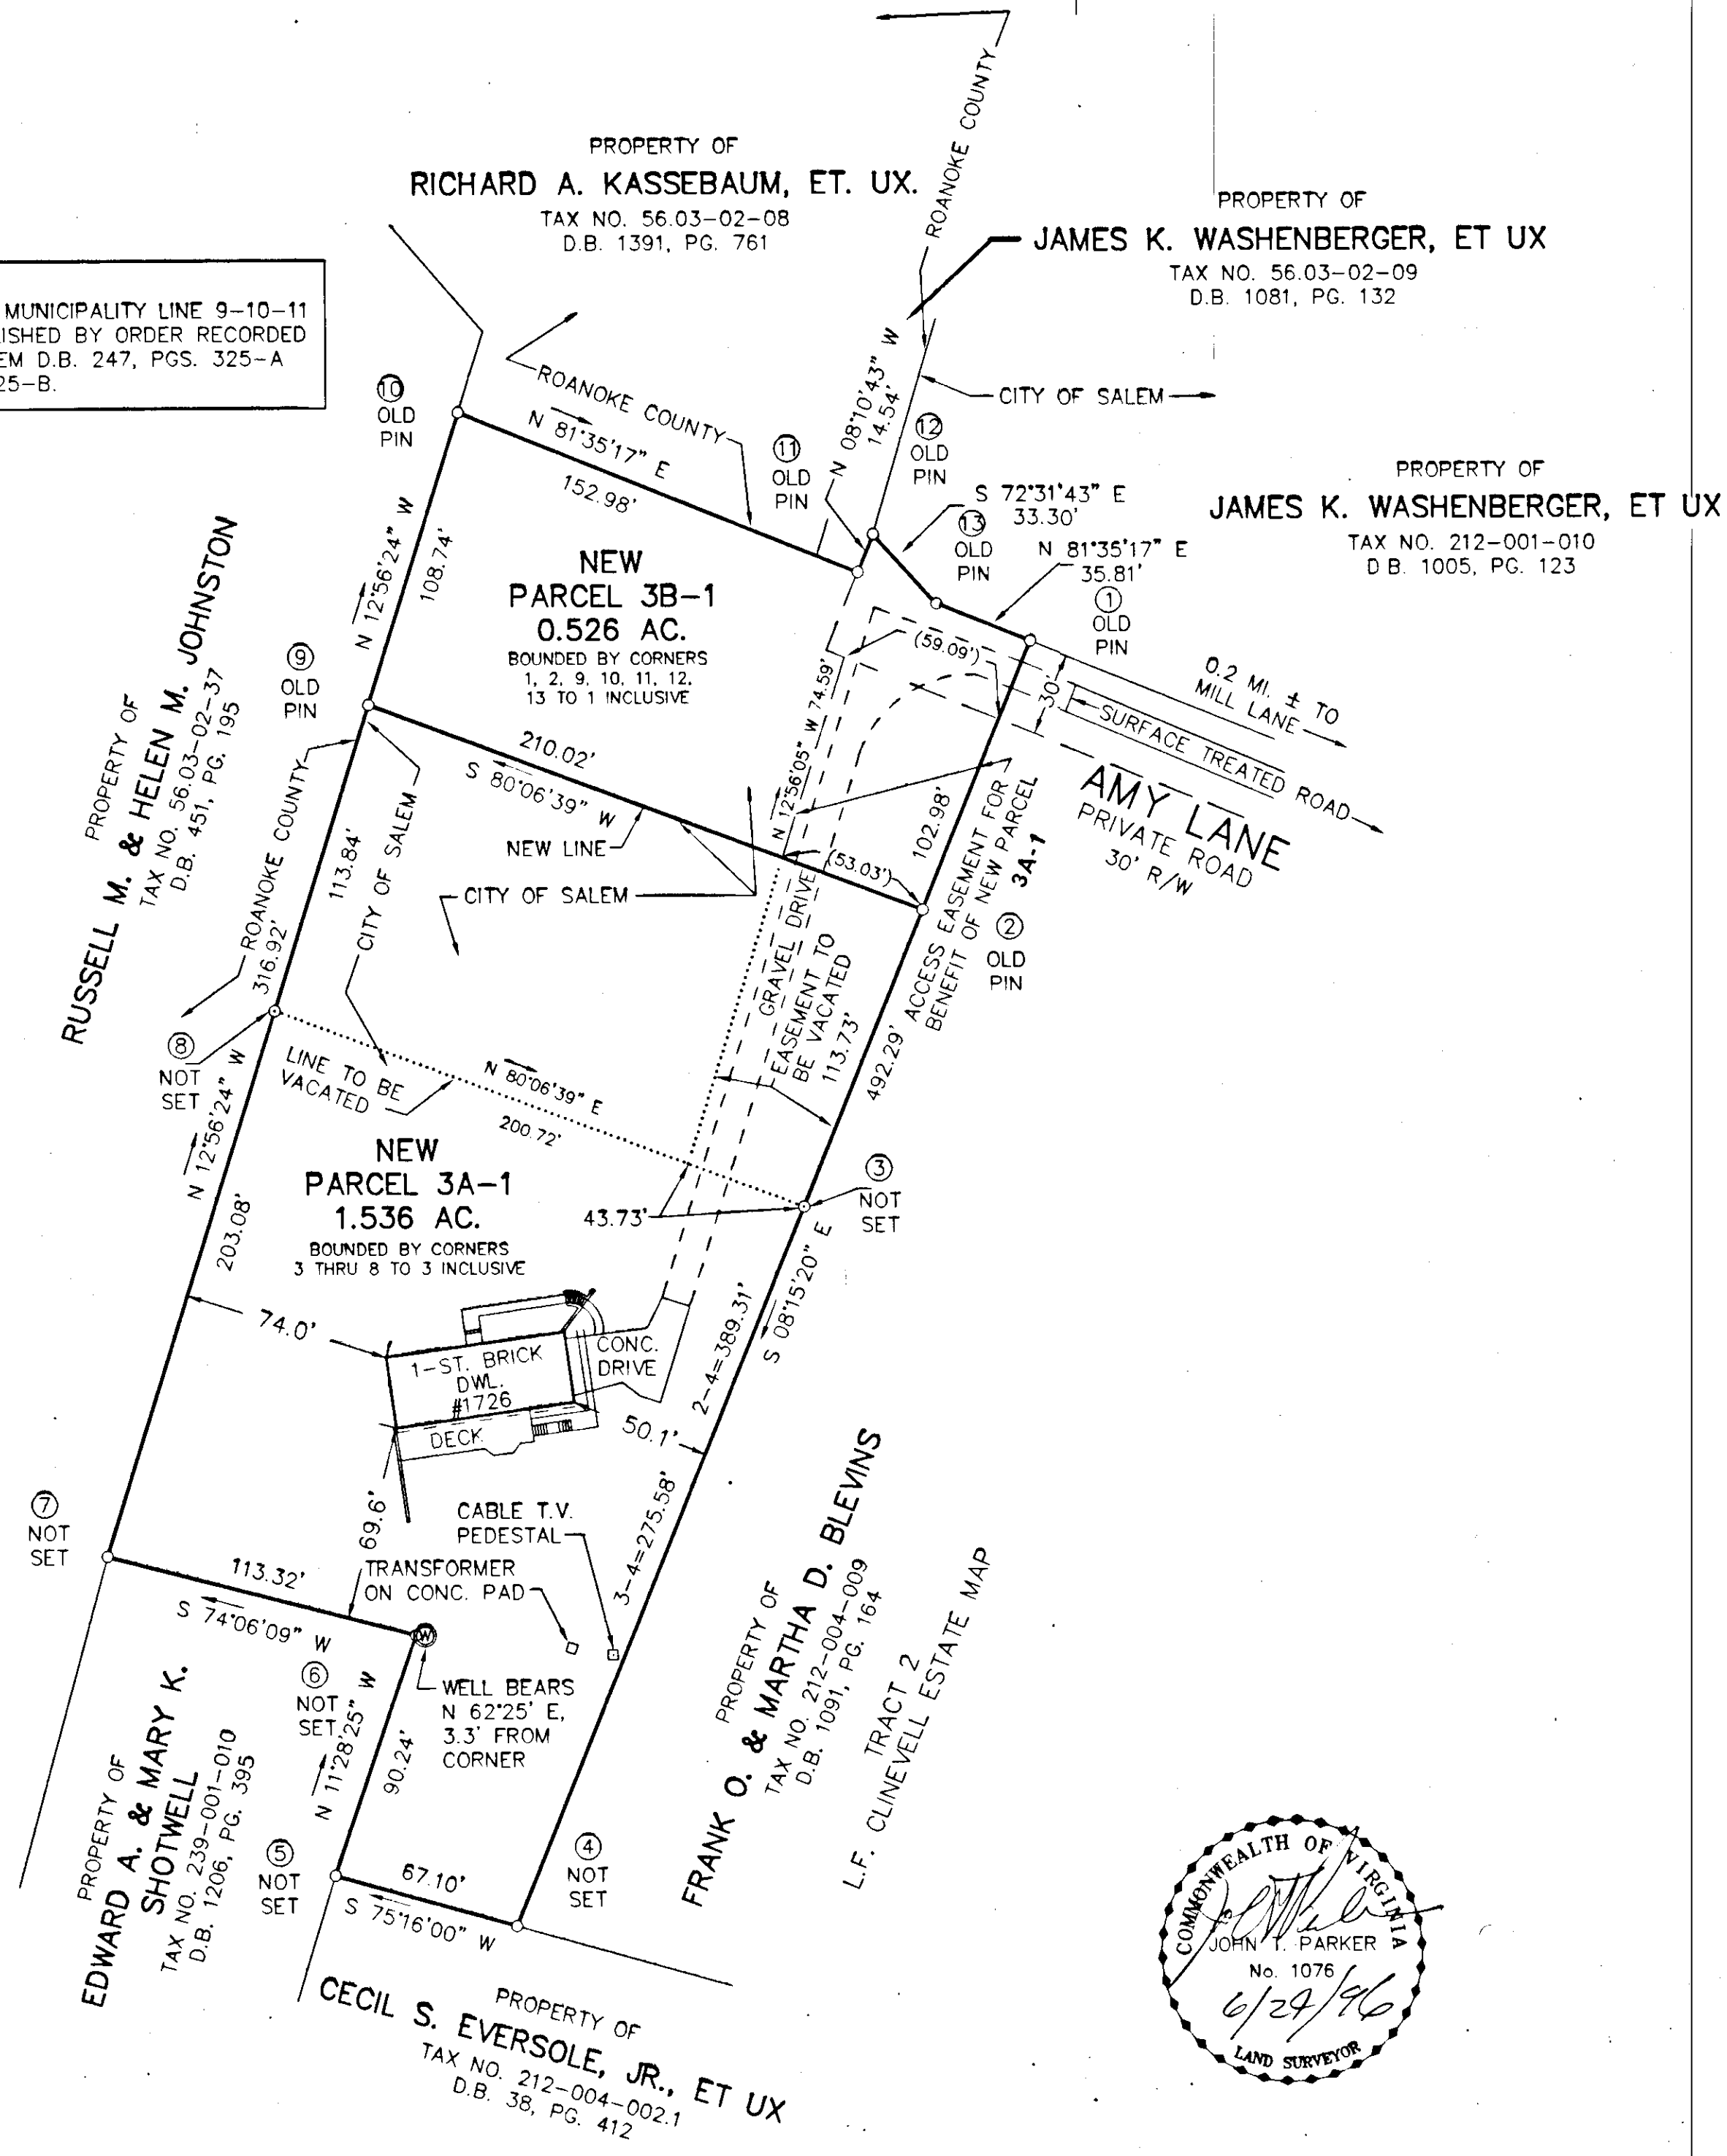 PROPERTY OF
RICHARD A. KASSEBAUM, ET. UX.
TAX NO. 56.03-02-08
D.B. 1391, PG. 761
ROANOKE COUNTY
PROPERTY OF
JAMES K. WASHENBERGER, ET UX
TAX NO. 56.03-02-09
D.B. 1081, PG. 132
MUNICIPALITY LINE 9-10-11
ISHED BY ORDER RECORDED
EM D.B. 247, PGS. 325-A
25-B.
CITY OF SALEM
10
OLD
PIN
ROANOKE COUNTY
N 81°35'17" E
152.98'
11
OLD
PIN
N 08°10'43" W
14.54'
12
OLD
PIN
S 72°31'43" E
33.30'
13
OLD
PIN
N 81°35'17" E
35.81'
1
OLD
PIN
PROPERTY OF
JAMES K. WASHENBERGER, ET UX
TAX NO. 212-001-010
D.B. 1005, PG. 123
N 12°56'24" W
108.74'
NEW
PARCEL 3B-1
0.526 AC.
BOUNDED BY CORNERS
1, 2, 9, 10, 11, 12,
13 TO 1 INCLUSIVE
(59.09')
30'
0.2 MI. ± TO
MILL LANE
SURFACE TREATED ROAD
AMY LANE
PRIVATE ROAD
30' R/W
N 12°56'05" W 74.59'
102.98'
PROPERTY OF
RUSSELL M. & HELEN M. JOHNSTON
TAX NO. 56.03-02-37
D.B. 451, PG. 195
9
OLD
PIN
210.02'
S 80°06'39" W
NEW LINE
(53.03')
CITY OF SALEM
2
OLD
PIN
ROANOKE COUNTY
316.92'
113.84'
CITY OF SALEM
GRAVEL DRIVE
EASEMENT TO
BE VACATED
113.73'
492.29'
ACCESS EASEMENT FOR
BENEFIT OF NEW PARCEL
3A-1
8
NOT
SET
LINE TO BE
VACATED
N 80°06'39" E
200.72'
N 12°56'24" W
203.08'
NEW
PARCEL 3A-1
1.536 AC.
BOUNDED BY CORNERS
3 THRU 8 TO 3 INCLUSIVE
43.73'
3
NOT
SET
S 08°15'20" E
2-4=389.31'
74.0'
1-ST. BRICK
DWL.
#1726
DECK
CONC.
DRIVE
50.1'
3-4=275.58'
69.6'
7
NOT
SET
113.32'
S 74°06'09" W
CABLE T.V.
PEDESTAL
TRANSFORMER
ON CONC. PAD
W
6
NOT
SET
WELL BEARS
N 62°25' E,
3.3' FROM
CORNER
N 11°28'25" W
90.24'
PROPERTY OF
FRANK O. & MARTHA D. BLEVINS
TAX NO. 212-004-009
D.B. 1091, PG. 164
TRACT 2
L.F. CLINEVELL ESTATE MAP
PROPERTY OF
EDWARD A. & MARY K.
SHOTWELL
TAX NO. 239-001-010
D.B. 1206, PG. 395
5
NOT
SET
67.10'
S 75°16'00" W
4
NOT
SET
PROPERTY OF
CECIL S. EVERSOLE, JR., ET UX
TAX NO. 212-004-002.1
D.B. 38, PG. 412
COMMONWEALTH OF VIRGINIA
JOHN T. PARKER
No. 1076
6/24/96
LAND SURVEYOR